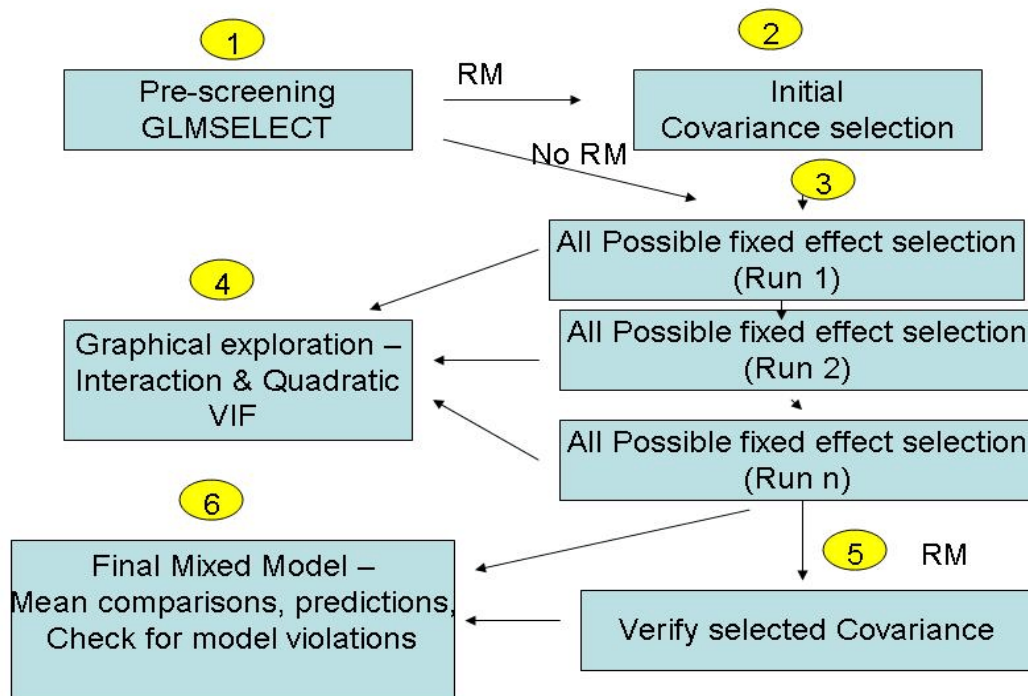 1
Pre-screening
GLMSELECT
RM
No RM
2
Initial
Covariance selection
3
All Possible fixed effect selection
(Run 1)
All Possible fixed effect selection
(Run 2)
All Possible fixed effect selection
(Run n)
4
Graphical exploration –
Interaction & Quadratic
VIF
5
RM
Verify selected Covariance
6
Final Mixed Model –
Mean comparisons, predictions,
Check for model violations